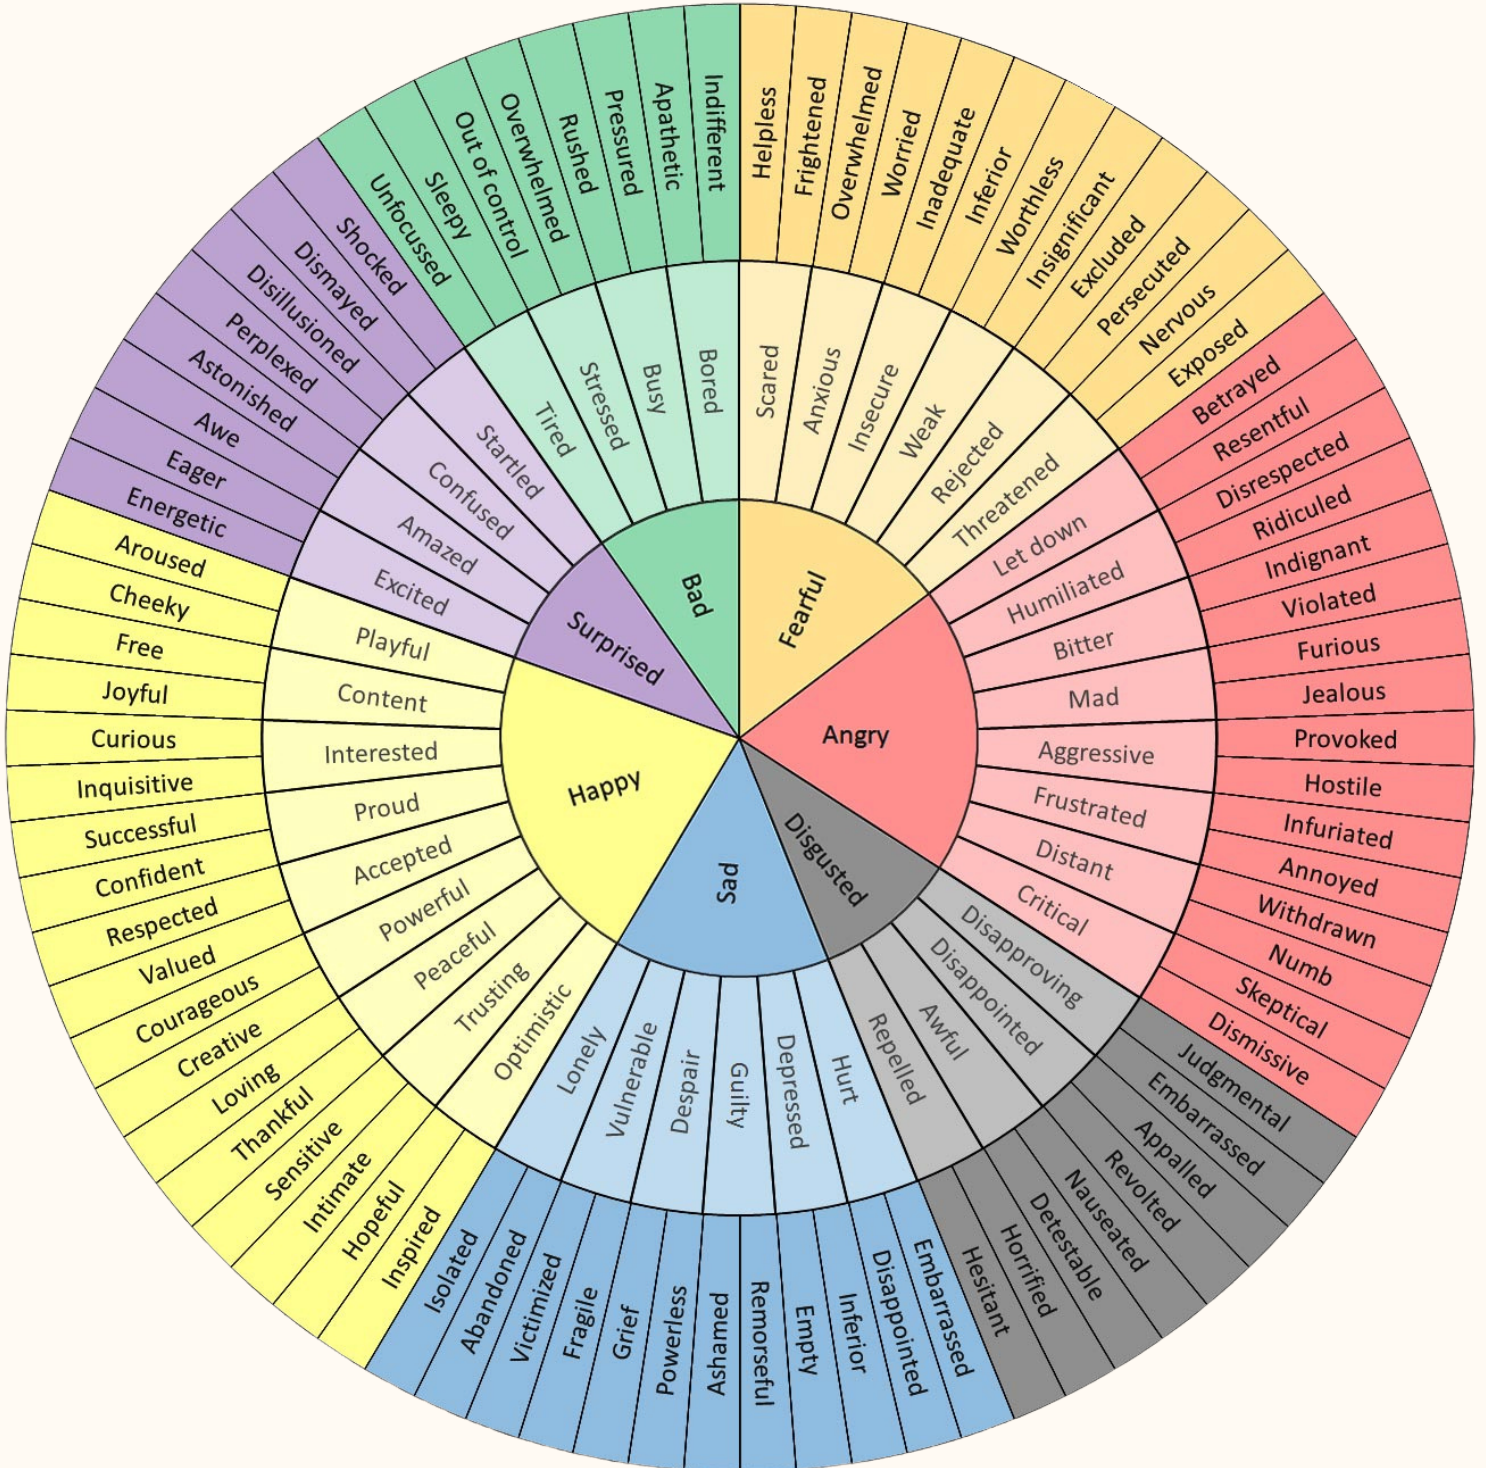 Fearful
Angry
Disgusted
Sad
Happy
Surprised
Bad
Scared
Anxious
Insecure
Weak
Rejected
Threatened
Let down
Humiliated
Bitter
Mad
Aggressive
Frustrated
Distant
Critical
Disapproving
Disappointed
Awful
Repelled
Hurt
Depressed
Guilty
Despair
Vulnerable
Lonely
Optimistic
Trusting
Peaceful
Powerful
Accepted
Proud
Interested
Content
Playful
Excited
Amazed
Confused
Startled
Tired
Stressed
Busy
Bored
Helpless
Frightened
Overwhelmed
Worried
Inadequate
Inferior
Worthless
Insignificant
Excluded
Persecuted
Nervous
Exposed
Betrayed
Resentful
Disrespected
Ridiculed
Indignant
Violated
Furious
Jealous
Provoked
Hostile
Infuriated
Annoyed
Withdrawn
Numb
Skeptical
Dismissive
Judgmental
Embarrassed
Appalled
Revolted
Nauseated
Detestable
Horrified
Hesitant
Embarrassed
Disappointed
Inferior
Empty
Remorseful
Ashamed
Powerless
Grief
Fragile
Victimized
Abandoned
Isolated
Inspired
Hopeful
Intimate
Sensitive
Thankful
Loving
Creative
Courageous
Valued
Respected
Confident
Successful
Inquisitive
Curious
Joyful
Free
Cheeky
Aroused
Energetic
Eager
Awe
Astonished
Perplexed
Disillusioned
Dismayed
Shocked
Unfocussed
Sleepy
Out of control
Overwhelmed
Rushed
Pressured
Apathetic
Indifferent